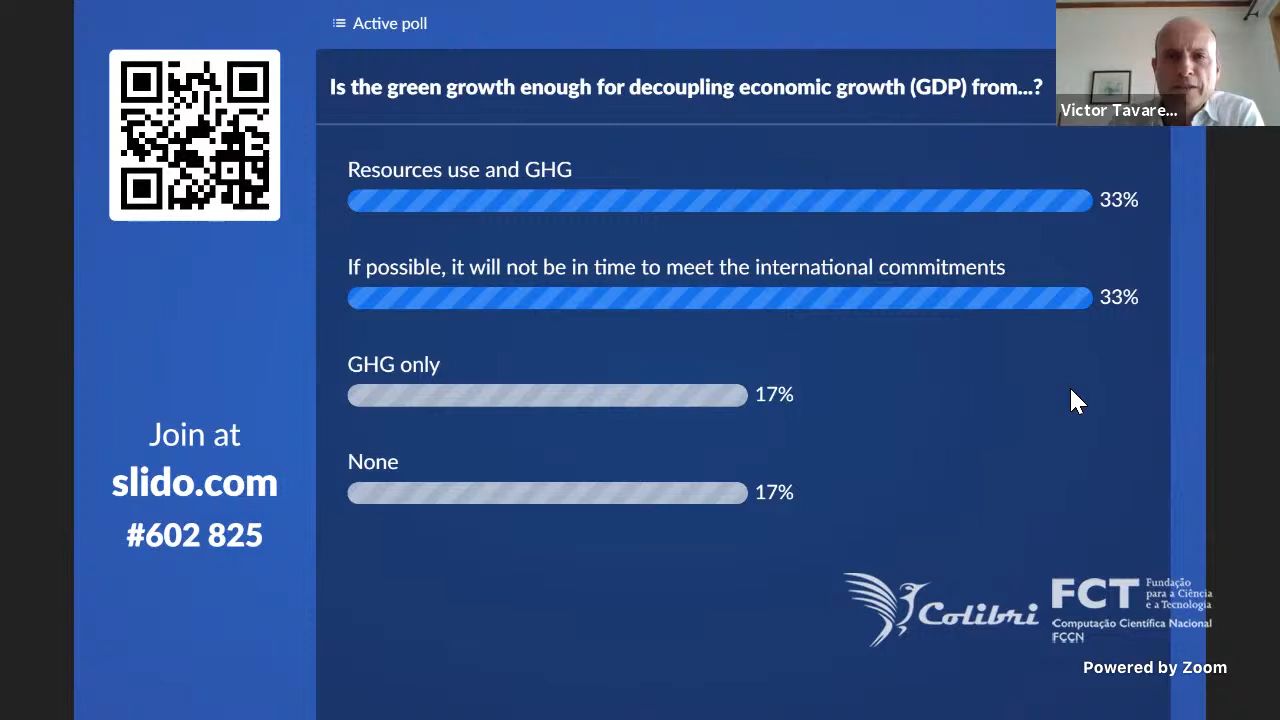 Active poll
Is the green growth enough for decoupling economic growth (GDP) from...?
Victor Tavare...
Resources use and GHG
33%
If possible, it will not be in time to meet the international commitments
33%
GHG only
17%
None
17%
Join at
slido.com
#602 825
Colibri
FCT
Fundação
para a Ciência
e a Tecnologia
Computação Científica Nacional
FCCN
Powered by Zoom